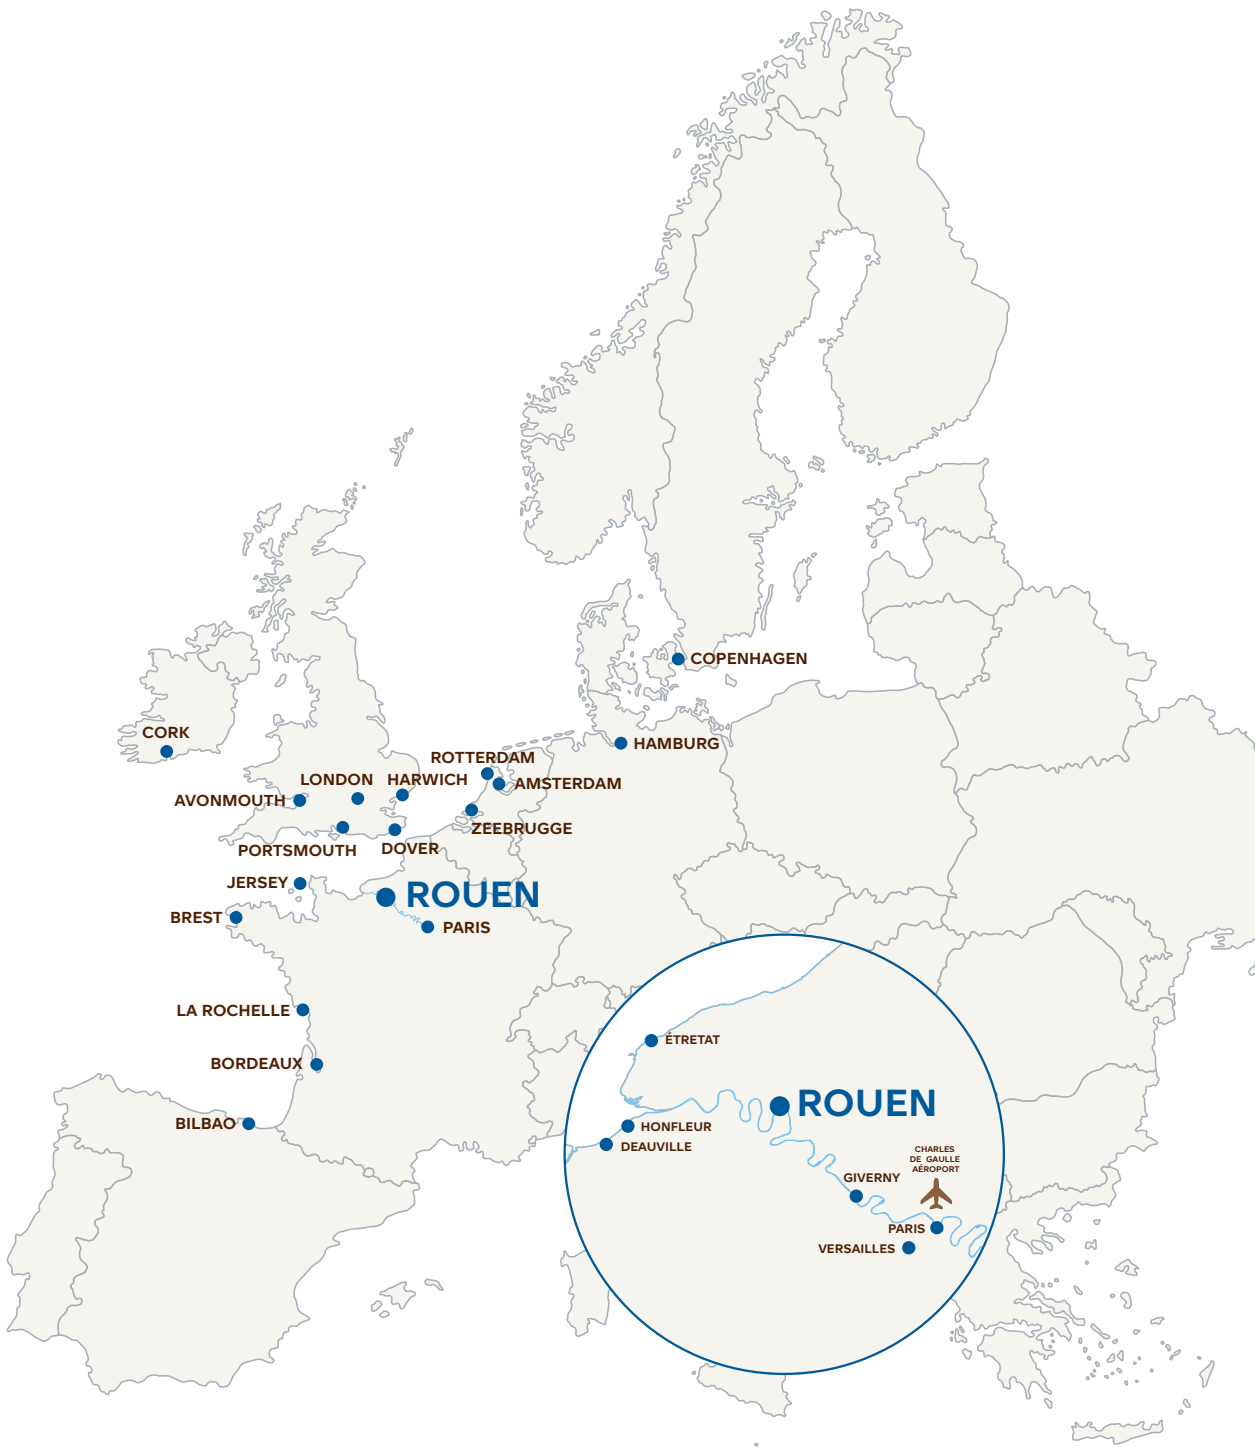 COPENHAGEN
CORK
HAMBURG
ROTTERDAM
LONDON
HARWICH
AMSTERDAM
AVONMOUTH
ZEEBRUGGE
PORTSMOUTH
DOVER
JERSEY
ROUEN
BREST
PARIS
LA ROCHELLE
BORDEAUX
BILBAO
ÉTRETAT
ROUEN
HONFLEUR
DEAUVILLE
CHARLES
DE GAULLE
AÉROPORT
GIVERNY
PARIS
VERSAILLES